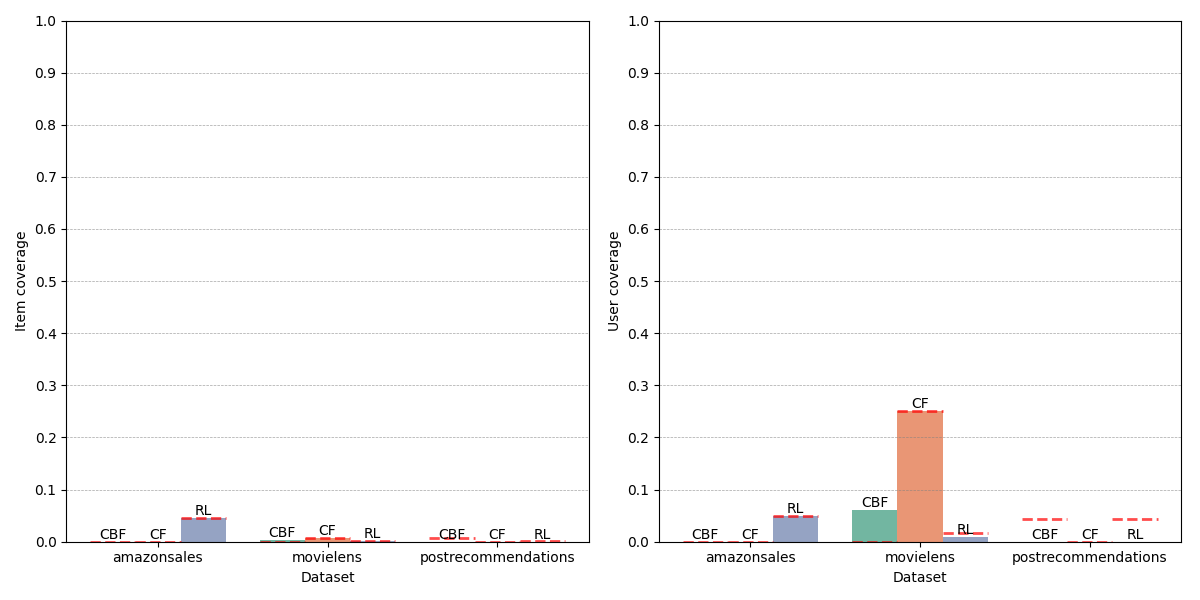 1.0
0.9
0.8
0.7
0.6
0.5
0.4
0.3
0.2
0.1
0.0
Item coverage
CBF CF RL
CBF CF RL
CBF CF RL
amazonsales movielens postrecommendations
Dataset
1.0
0.9
0.8
0.7
0.6
0.5
0.4
0.3
0.2
0.1
0.0
User coverage
CBF CF RL
CBF CF RL
CBF CF RL
amazonsales movielens postrecommendations
Dataset